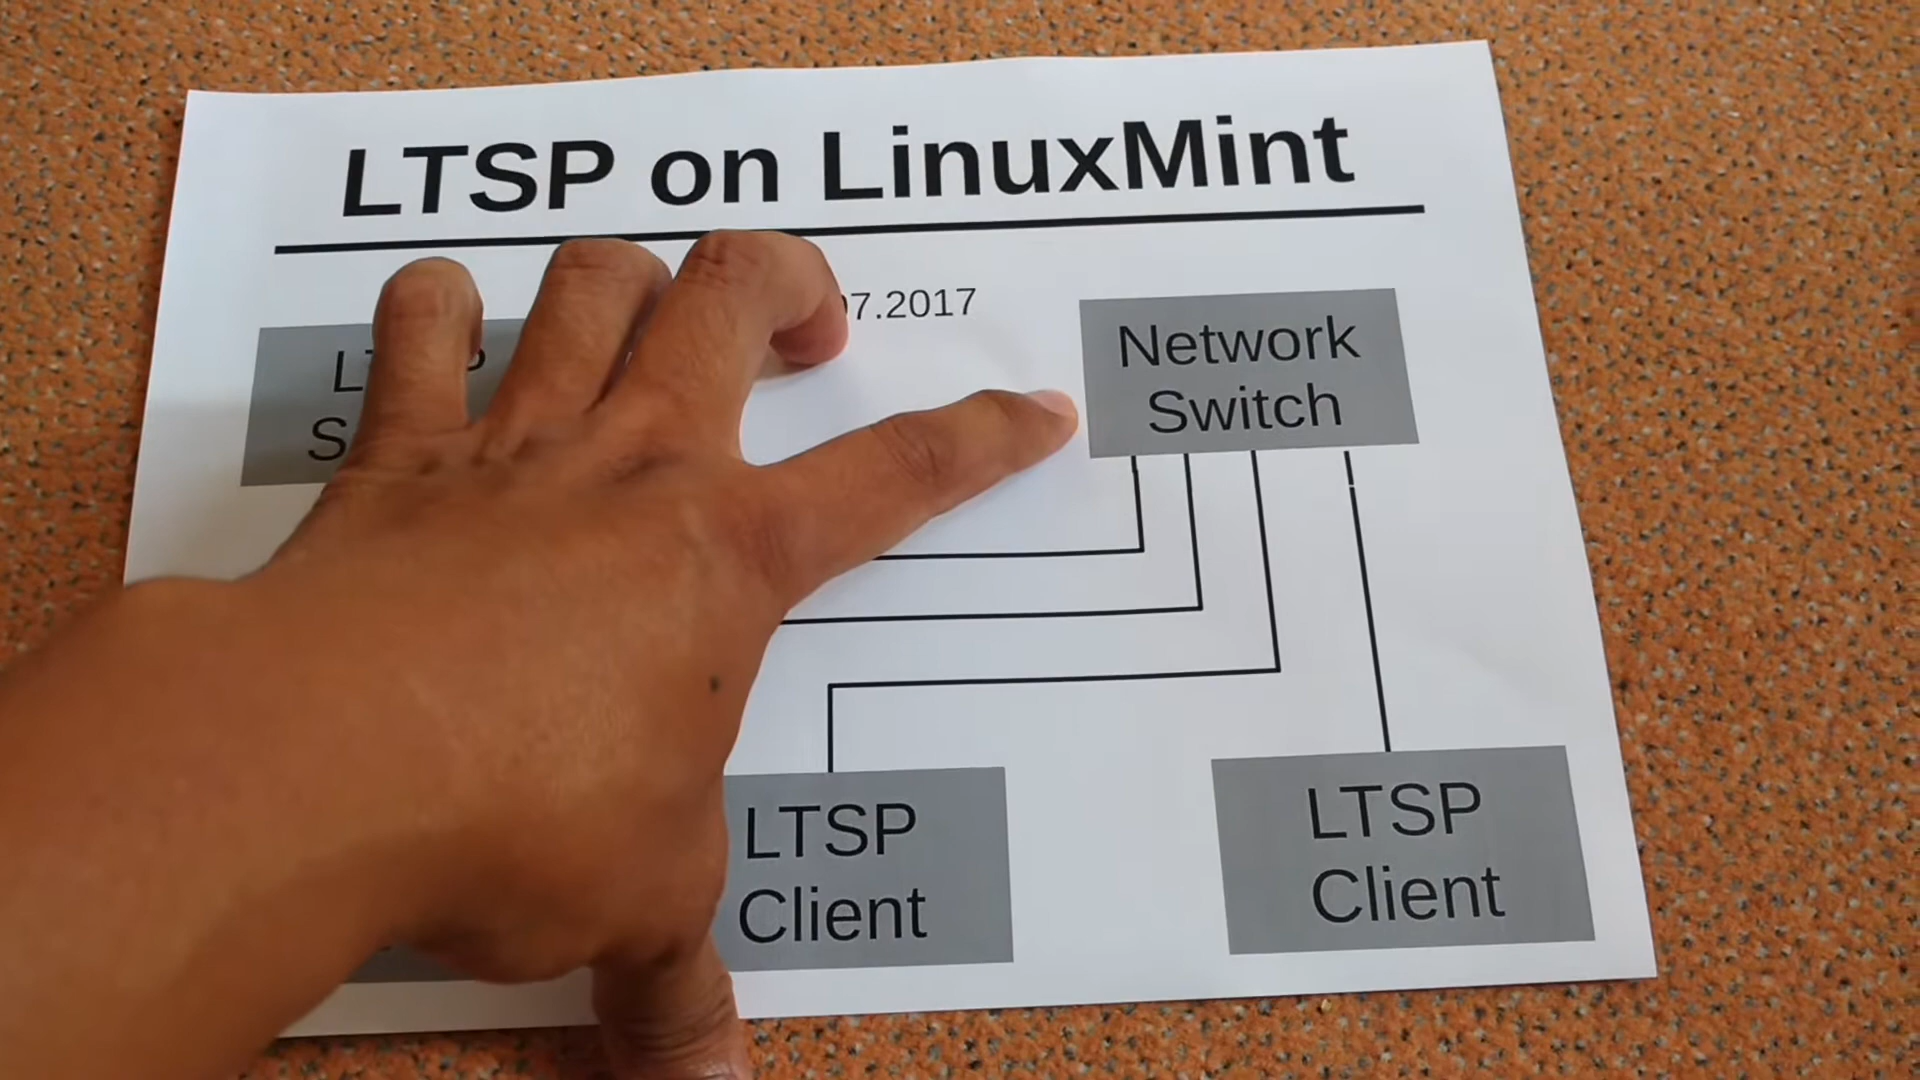 LTSP on LinuxMint
07.2017
Network
Switch
LTSP
Client
LTSP
Client